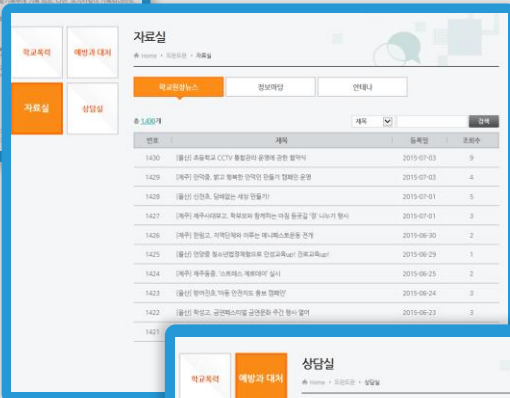 학교폭력
예방과 대처
자료실
상담실
자료실
Home
자료실
학교현장뉴스
정보마당
안테나
총 1,430개
제목
검색
번호
제목
등록일
조회수
1430 [울산] 초등학교 CCTV 통합관리 운영에 관한 협약식 2015-07-03 9
1429 [제주] 안덕중, 밝고 행복한 안덕인 만들기 캠페인 운영 2015-07-03 4
1428 [울산] 신전초, 담배없는 세상 만들기! 2015-07-01 5
1427 [제주] 제주사대부고, 학부모와 함께하는 아침 등굣길 '정' 나누기 행사 2015-07-01 3
1426 [제주] 한림고, 지역단체와 이루는 매니페스토운동 전개 2015-06-30 2
1425 [울산] 언양중 청소년법경체험으로 인성교육up! 진로교육up! 2015-06-29 1
1424 [제주] 제주동중, '스트레스 제로데이' 실시 2015-06-25 2
1423 [울산] 방어진초, '아동 안전지도 홍보 캠페인' 2015-06-24 3
1422 [울산] 학성고, 금연페스티벌 금연문화 주간 행사 열어 2015-06-23 3
1421
학교폭력
예방과 대처
상담실
Home
상담실